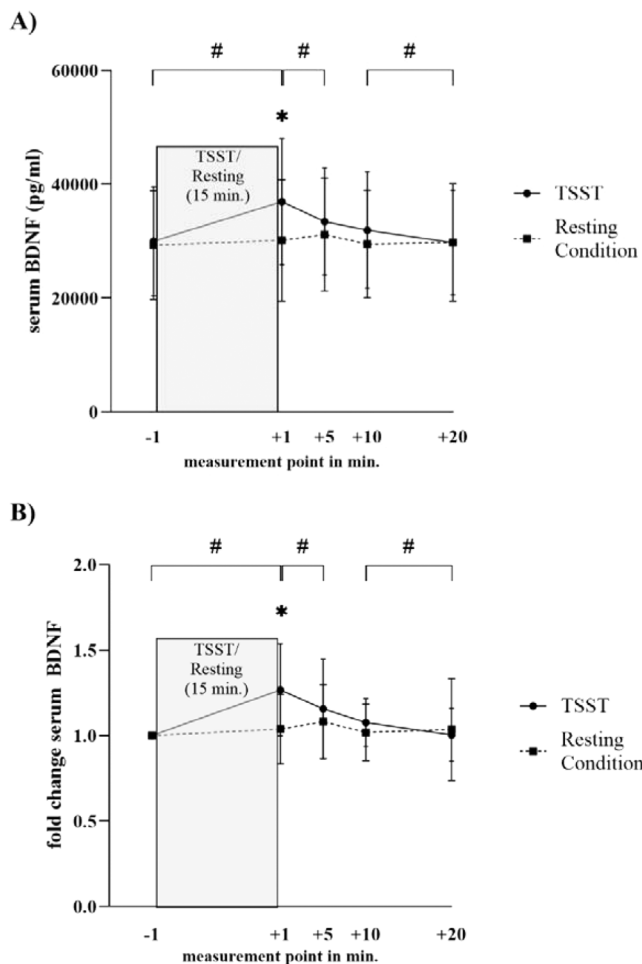 A)
# # #
60000
*
TSST/
Resting
(15 min.)
40000
TSST
Resting
Condition
serum BDNF (pg/ml)
20000
0
-1 +1 +5 +10 +20
measurement point in min.
B)
# # #
2.0
*
TSST/
Resting
(15 min.)
1.5
TSST
Resting
Condition
fold change serum BDNF
1.0
0.5
0.0
-1 +1 +5 +10 +20
measurement point in min.